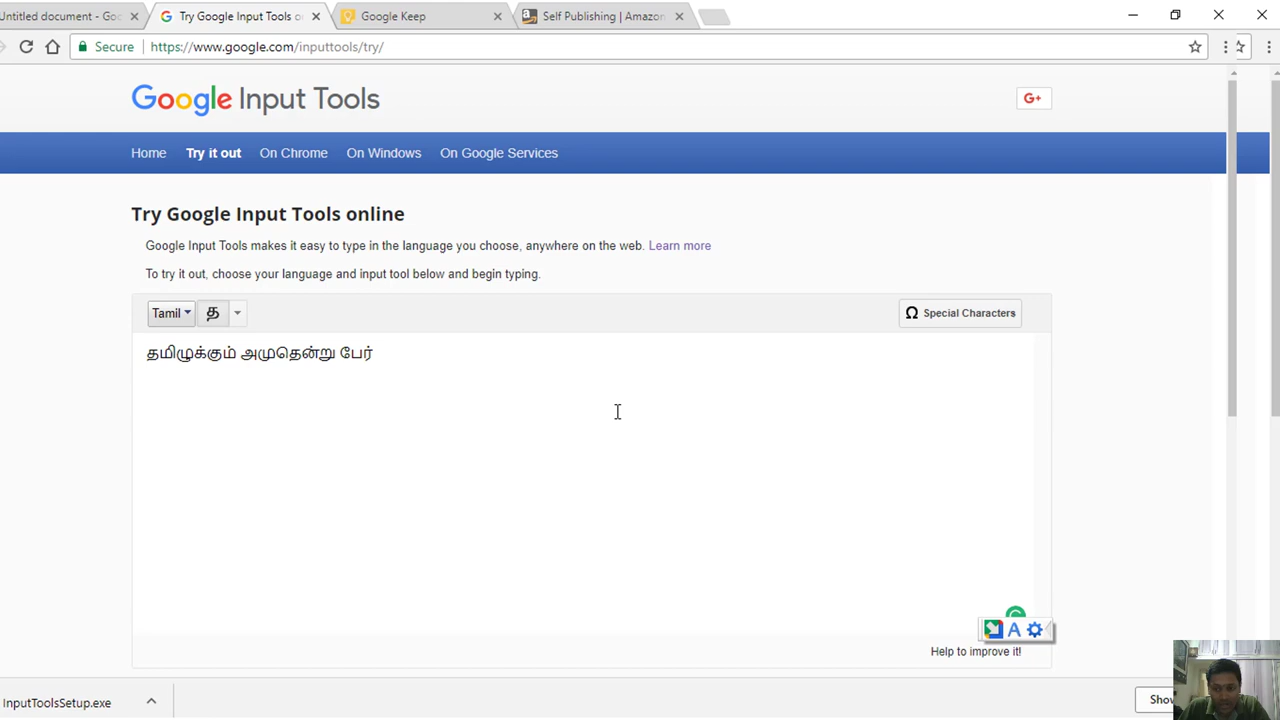 Untitled document - Goo
Try Google Input Tools o
Google Keep
Self Publishing | Amazon
Secure
https://www.google.com/inputtools/try/
Google Input Tools
G+
Home
Try it out
On Chrome
On Windows
On Google Services
Try Google Input Tools online
Google Input Tools makes it easy to type in the language you choose, anywhere on the web. Learn more
To try it out, choose your language and input tool below and begin typing.
Tamil
த
Ω Special Characters
தமிழுக்கும் அமுதென்று பேர்
A
Help to improve it!
InputToolsSetup.exe
Show